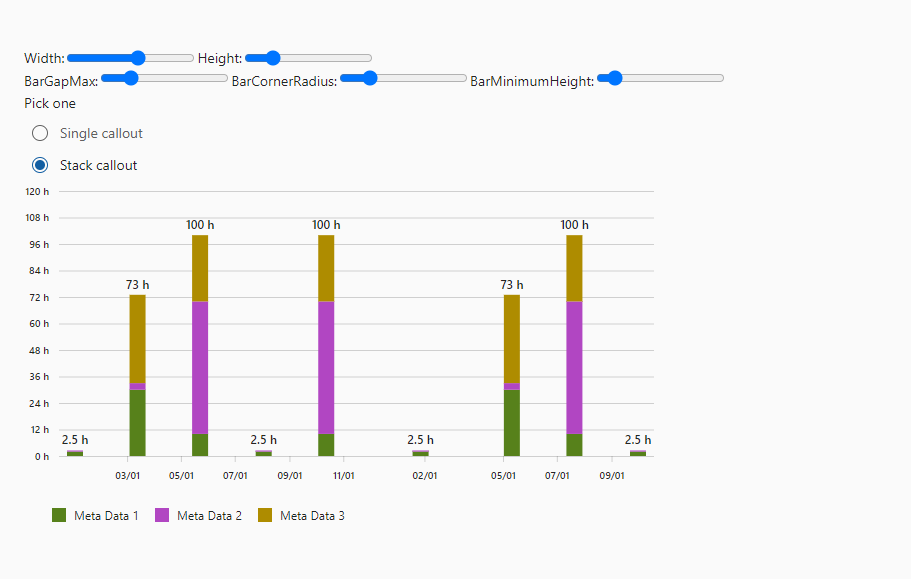 Width: Height:
BarGapMax: BarCornerRadius: BarMinimumHeight:
Pick one
Single callout
Stack callout
120 h
108 h
100 h 100 h 100 h
96 h
84 h
73 h 73 h
72 h
60 h
48 h
36 h
24 h
12 h
2.5 h 2.5 h 2.5 h 2.5 h
0 h
03/01 05/01 07/01 09/01 11/01 02/01 05/01 07/01 09/01
Meta Data 1 Meta Data 2 Meta Data 3